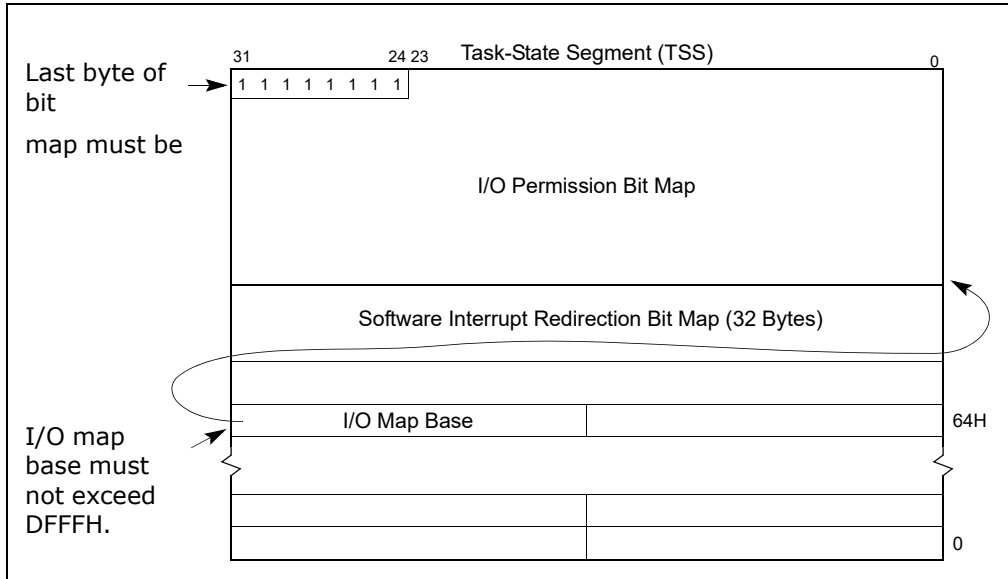 Task-State Segment (TSS)
31 24 23 0
Last byte of
bit
map must be
1 1 1 1 1 1 1 1
I/O Permission Bit Map
Software Interrupt Redirection Bit Map (32 Bytes)
I/O Map Base
64H
I/O map
base must
not exceed
DFFFH.
0